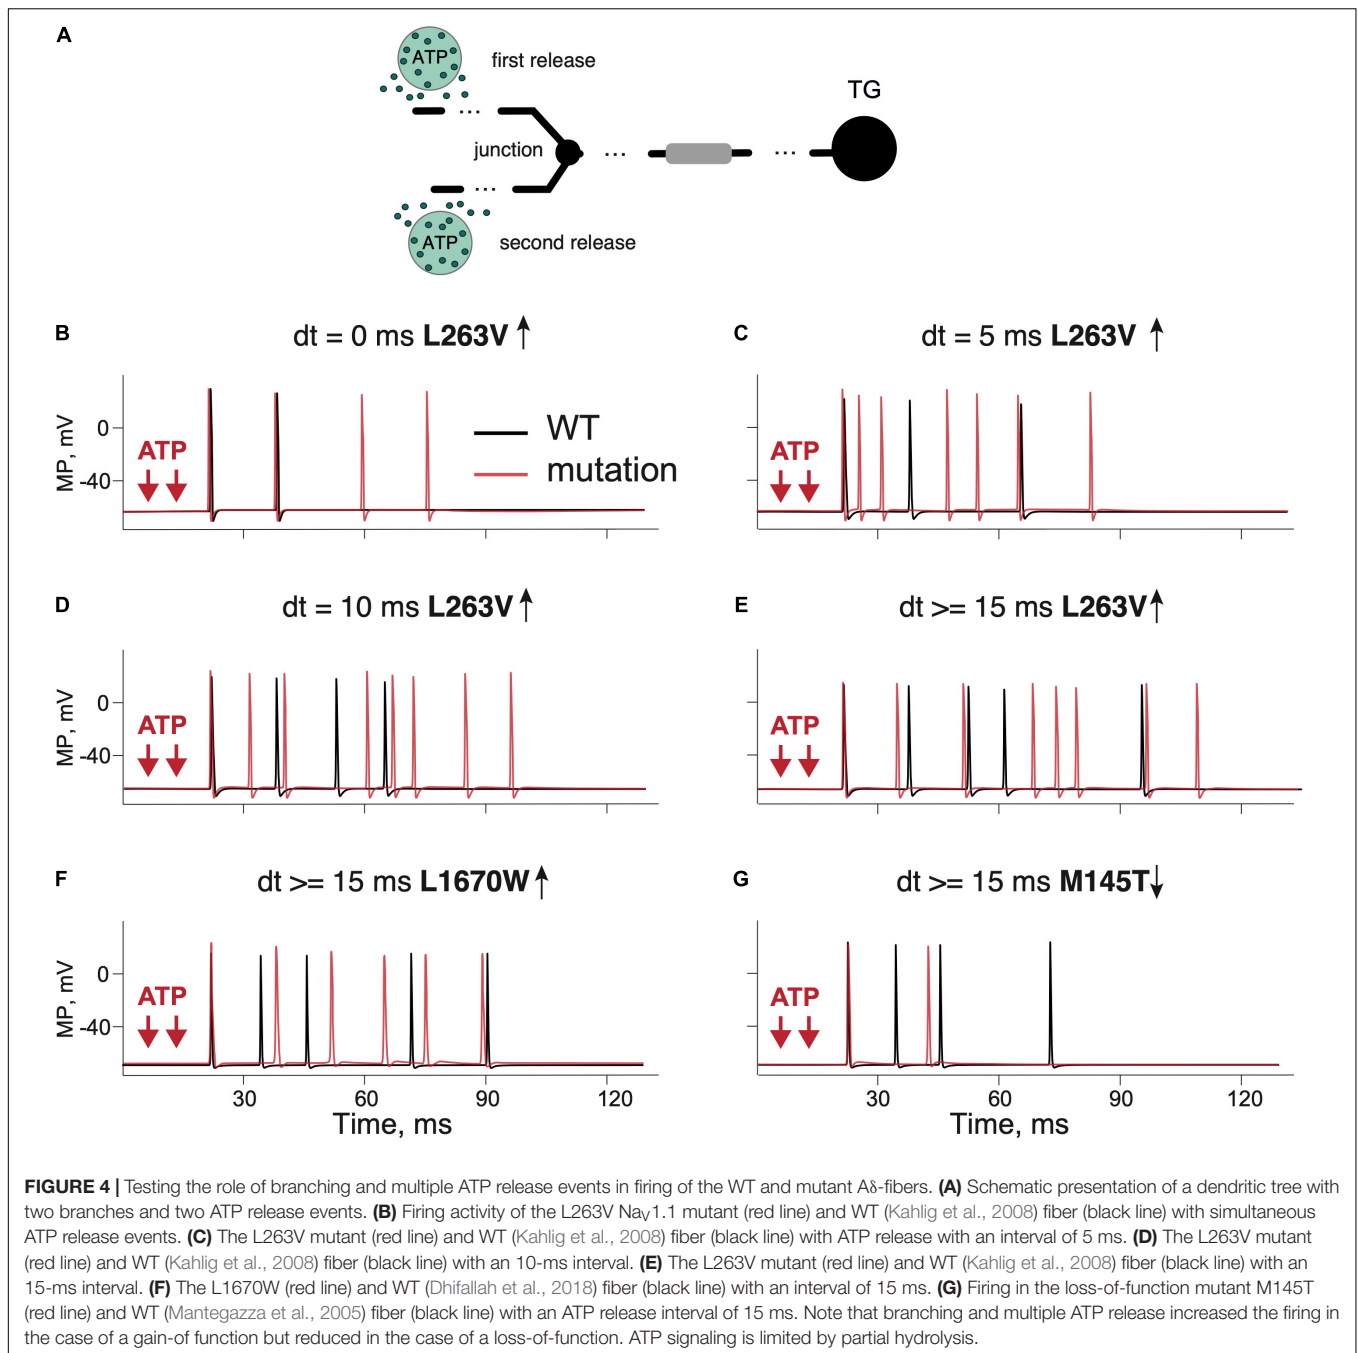 A
ATP
first release
TG
junction
ATP
second release
B
dt = 0 ms L263V ↑
C
dt = 5 ms L263V ↑
MP, mV
0
-40
ATP
WT
mutation
ATP
D
dt = 10 ms L263V ↑
E
dt >= 15 ms L263V ↑
MP, mV
0
-40
ATP
ATP
F
dt >= 15 ms L1670W ↑
G
dt >= 15 ms M145T ↓
MP, mV
0
-40
ATP
ATP
30 60 90 120
Time, ms
30 60 90 120
Time, ms
FIGURE 4 | Testing the role of branching and multiple ATP release events in firing of the WT and mutant Aδ-fibers. (A) Schematic presentation of a dendritic tree with
two branches and two ATP release events. (B) Firing activity of the L263V NaV1.1 mutant (red line) and WT (Kahlig et al., 2008) fiber (black line) with simultaneous
ATP release events. (C) The L263V mutant (red line) and WT (Kahlig et al., 2008) fiber (black line) with ATP release with an interval of 5 ms. (D) The L263V mutant
(red line) and WT (Kahlig et al., 2008) fiber (black line) with an 10-ms interval. (E) The L263V mutant (red line) and WT (Kahlig et al., 2008) fiber (black line) with an
15-ms interval. (F) The L1670W (red line) and WT (Dhifallah et al., 2018) fiber (black line) with an interval of 15 ms. (G) Firing in the loss-of-function mutant M145T
(red line) and WT (Mantegazza et al., 2005) fiber (black line) with an ATP release interval of 15 ms. Note that branching and multiple ATP release increased the firing in
the case of a gain-of function but reduced in the case of a loss-of-function. ATP signaling is limited by partial hydrolysis.